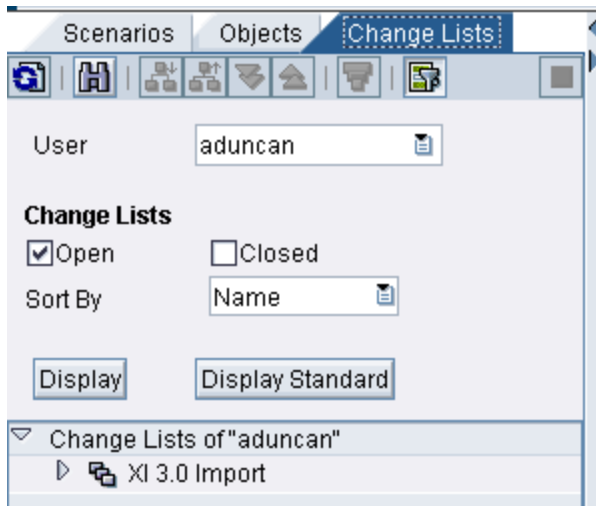 Scenarios Objects Change Lists
User aduncan
Change Lists
Open Closed
Sort By Name
Display Display Standard
Change Lists of "aduncan"
XI 3.0 Import